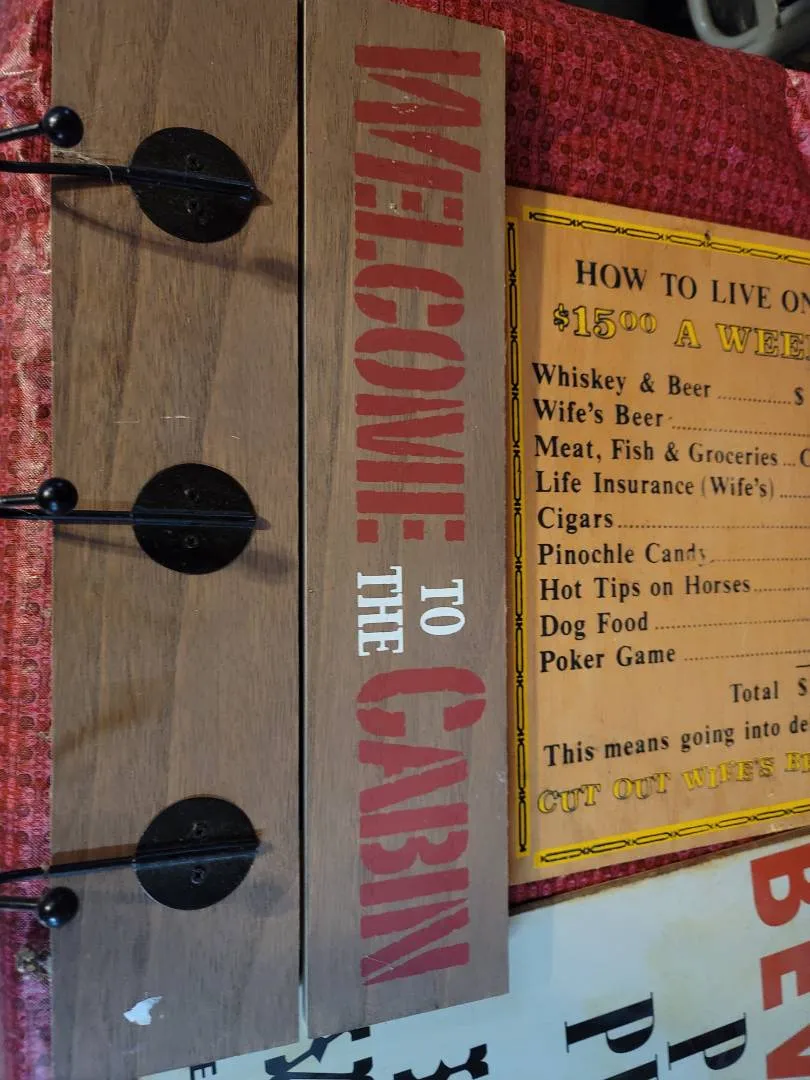 WELCOME TO THE CABIN
HOW TO LIVE ON
$15⁰⁰ A WEEK
Whiskey & Beer ........... $
Wife's Beer ...........
Meat, Fish & Groceries ...
Life Insurance (Wife's) ....
Cigars ...........
Pinochle Candy ...........
Hot Tips on Horses ...........
Dog Food ...........
Poker Game ...........
Total $
This means going into
CUT OUT WIFE'S
BEV